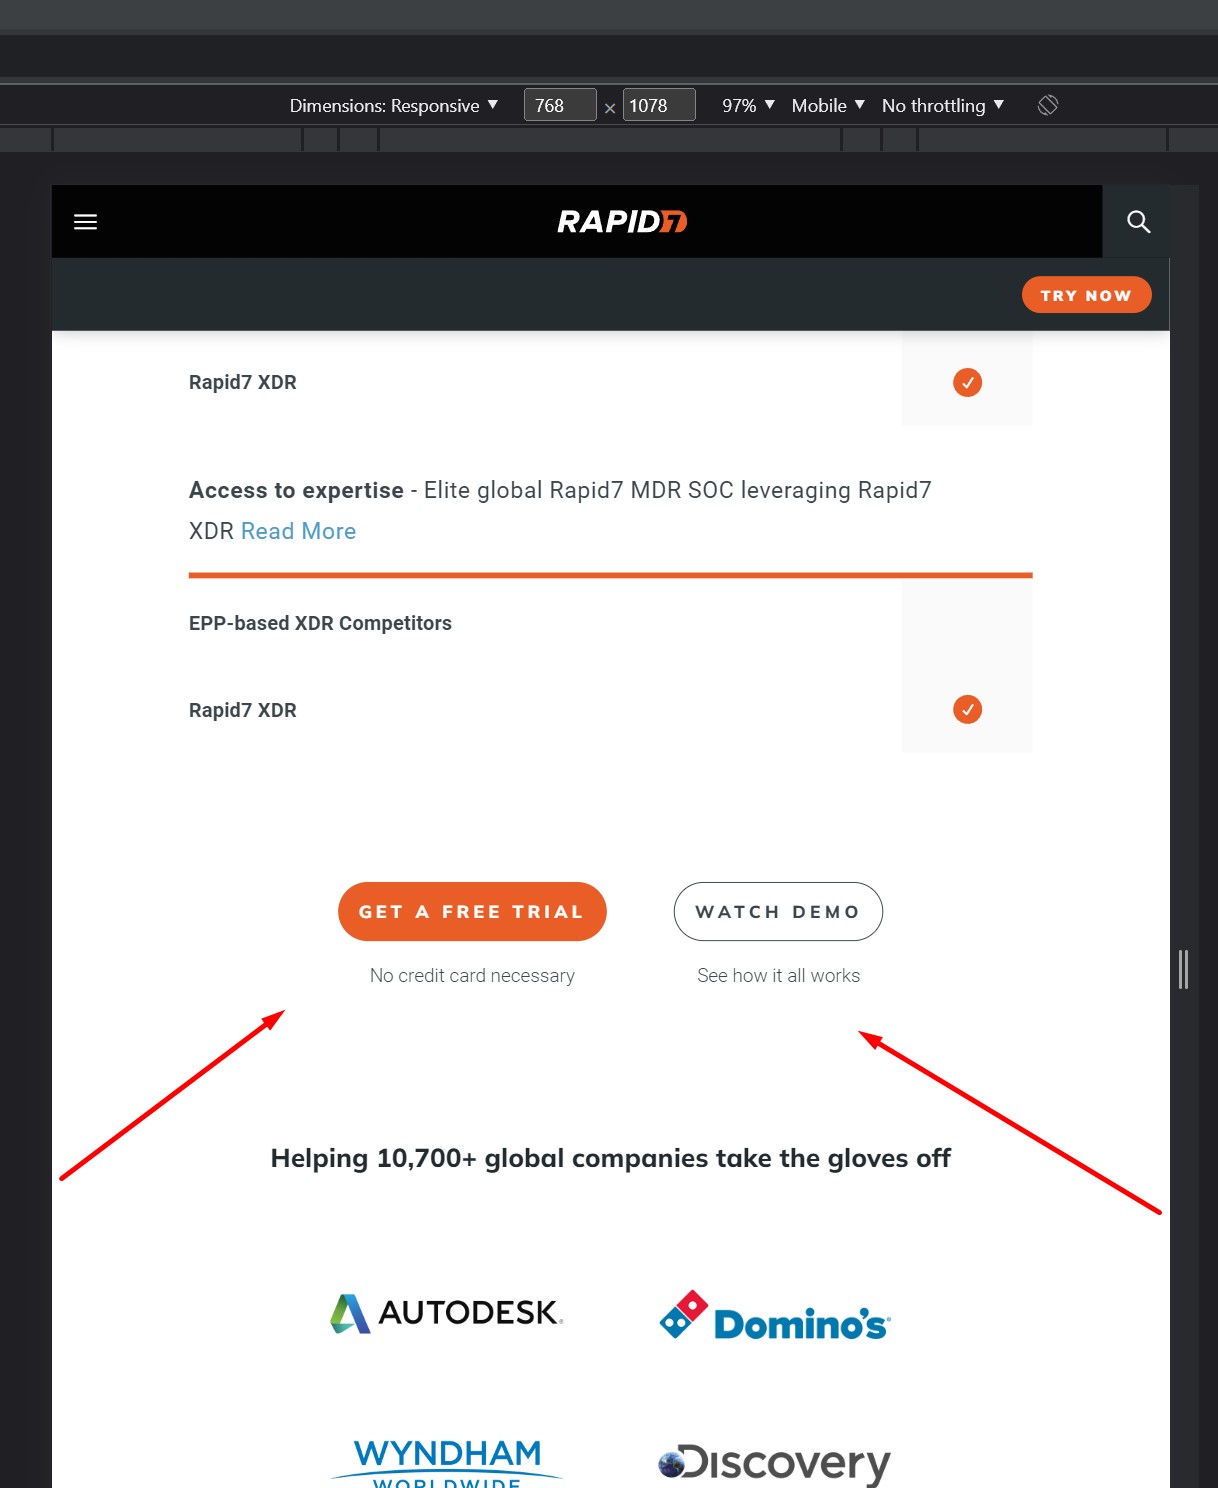 Dimensions: Responsive ▼ 768 × 1078 97% ▼ Mobile ▼ No throttling ▼
RAPID7
TRY NOW
Rapid7 XDR
Access to expertise - Elite global Rapid7 MDR SOC leveraging Rapid7
XDR Read More
EPP-based XDR Competitors
Rapid7 XDR
GET A FREE TRIAL WATCH DEMO
No credit card necessary See how it all works
Helping 10,700+ global companies take the gloves off
AUTODESK. Domino's
WYNDHAM Discovery
WORLDWIDE